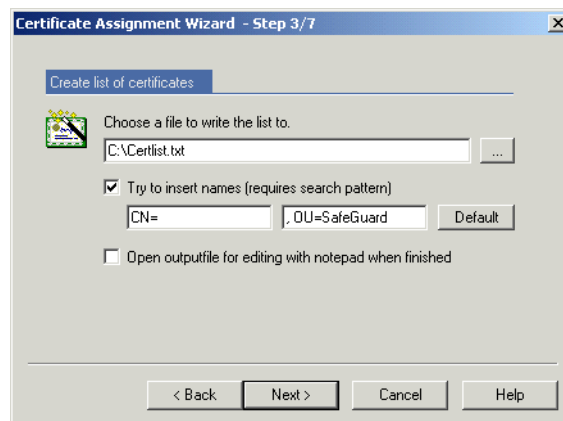 Certificate Assignment Wizard - Step 3/7
Create list of certificates
Choose a file to write the list to.
C:\Certlist.txt
...
Try to insert names (requires search pattern)
CN=
, OU=SafeGuard
Default
Open outputfile for editing with notepad when finished
< Back
Next >
Cancel
Help